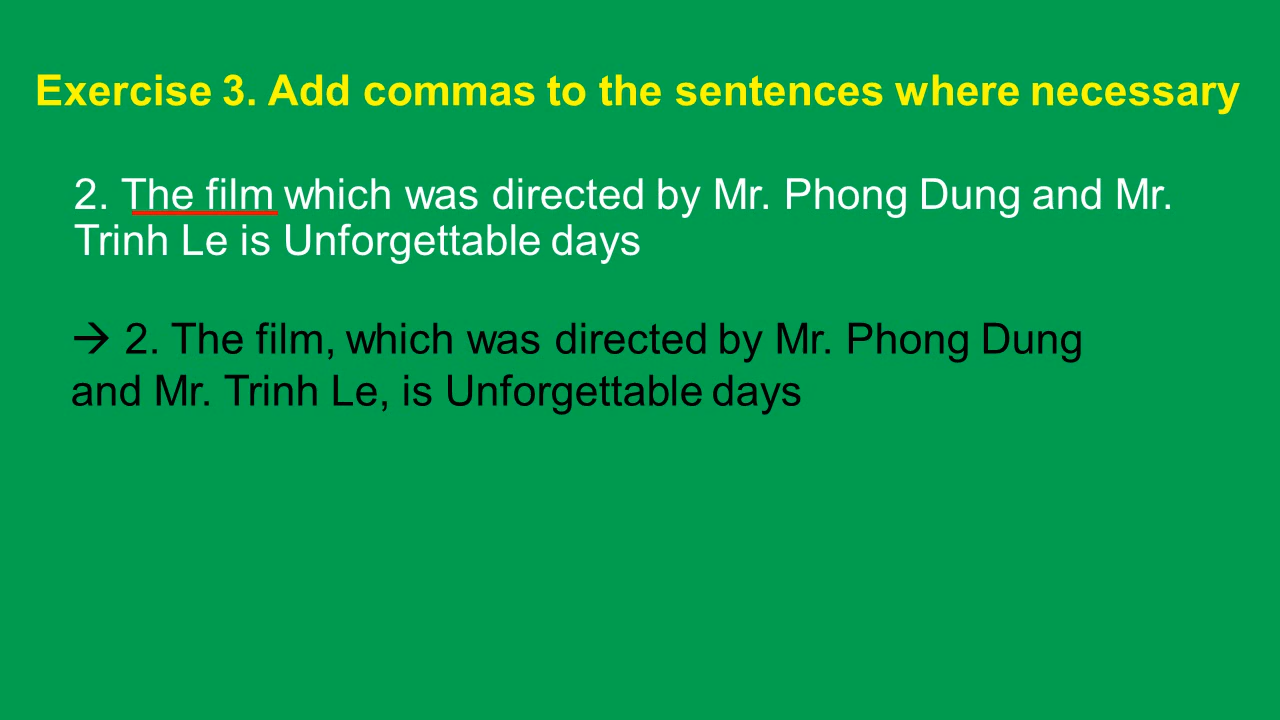 Exercise 3. Add commas to the sentences where necessary
2. The film which was directed by Mr. Phong Dung and Mr.
Trinh Le is Unforgettable days
→ 2. The film, which was directed by Mr. Phong Dung
and Mr. Trinh Le, is Unforgettable days